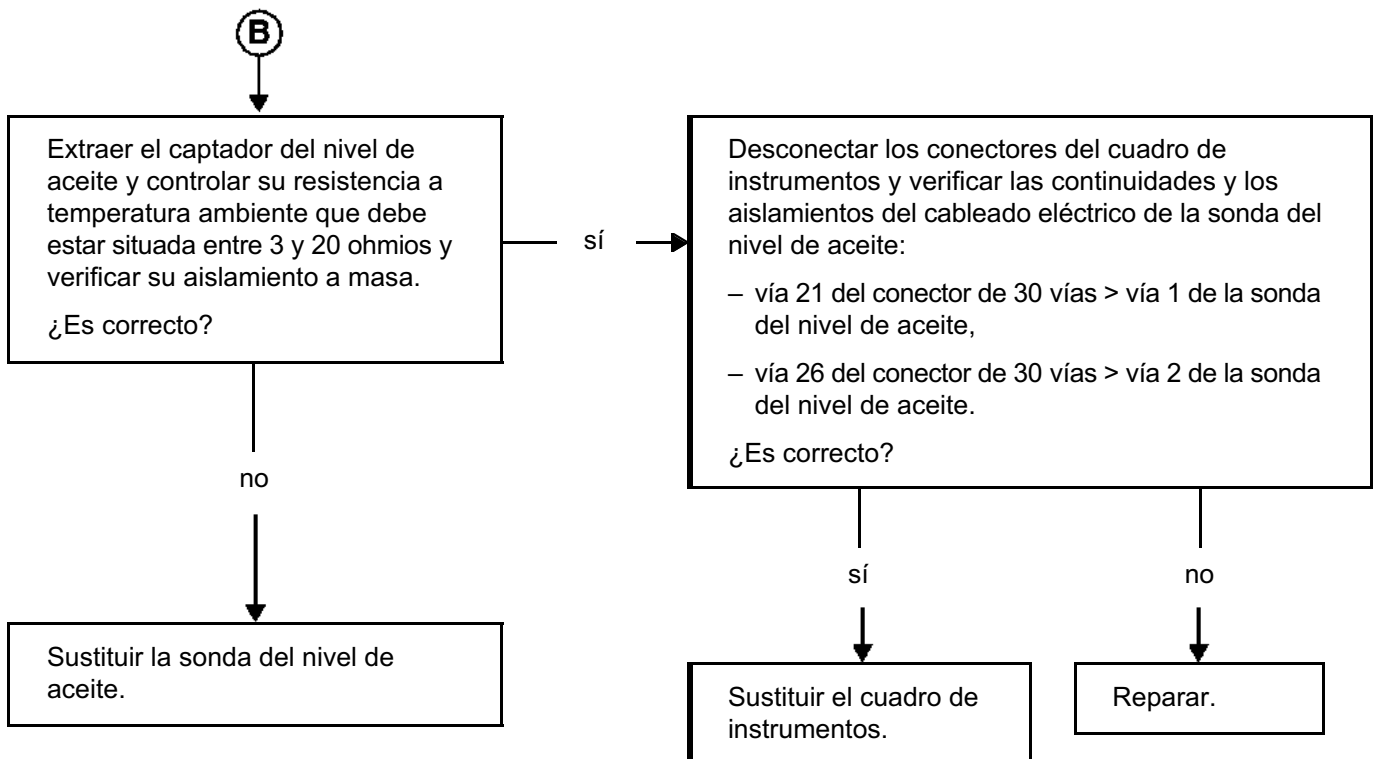 B
Extraer el captador del nivel de
aceite y controlar su resistencia a
temperatura ambiente que debe
estar situada entre 3 y 20 ohmios y
verificar su aislamiento a masa.
¿Es correcto?
sí
Desconectar los conectores del cuadro de
instrumentos y verificar las continuidades y los
aislamientos del cableado eléctrico de la sonda del
nivel de aceite:
– vía 21 del conector de 30 vías > vía 1 de la sonda
del nivel de aceite,
– vía 26 del conector de 30 vías > vía 2 de la sonda
del nivel de aceite.
¿Es correcto?
no
sí
no
Sustituir la sonda del nivel de
aceite.
Sustituir el cuadro de
instrumentos.
Reparar.